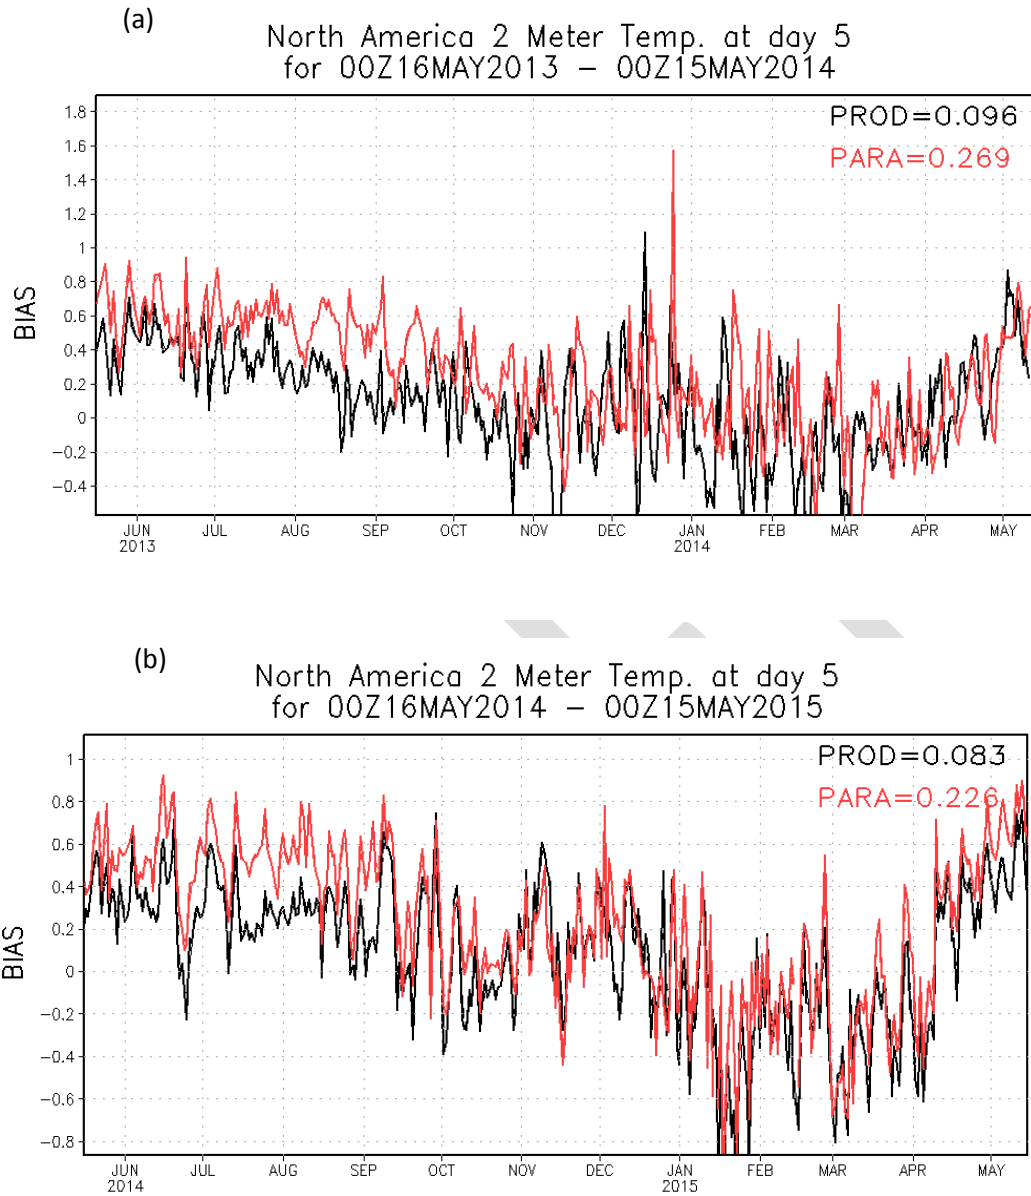 (a)
North America 2 Meter Temp. at day 5
for 00Z16MAY2013 – 00Z15MAY2014
PROD=0.096
PARA=0.269
BIAS
1.8
1.6
1.4
1.2
1
0.8
0.6
0.4
0.2
0
−0.2
−0.4
JUN JUL AUG SEP OCT NOV DEC JAN FEB MAR APR MAY
2013 2014
(b)
North America 2 Meter Temp. at day 5
for 00Z16MAY2014 – 00Z15MAY2015
PROD=0.083
PARA=0.226
BIAS
1
0.8
0.6
0.4
0.2
0
−0.2
−0.4
−0.6
−0.8
JUN JUL AUG SEP OCT NOV DEC JAN FEB MAR APR MAY
2014 2015